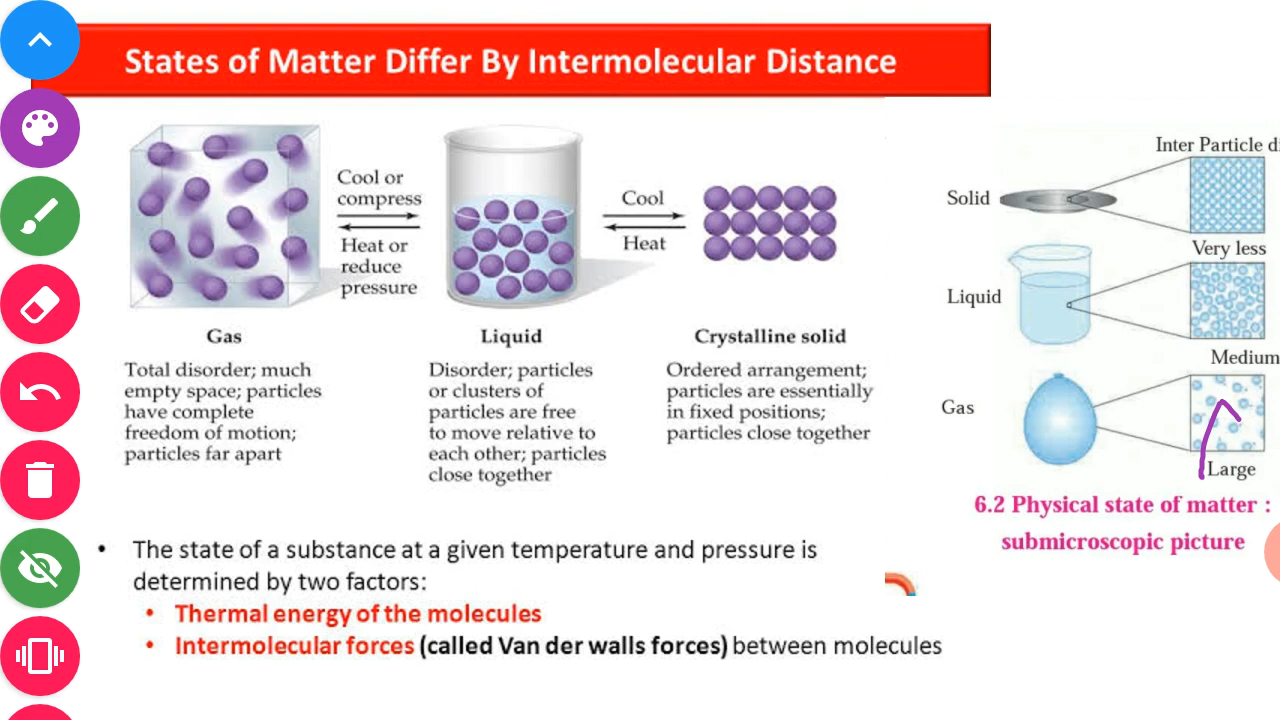 States of Matter Differ By Intermolecular Distance
Cool or
compress
Heat or
reduce
pressure
Cool
Heat
Gas
Total disorder; much
empty space; particles
have complete
freedom of motion;
particles far apart
Liquid
Disorder; particles
or clusters of
particles are free
to move relative to
each other; particles
close together
Crystalline solid
Ordered arrangement;
particles are essentially
in fixed positions;
particles close together
Inter Particle
Solid
Very less
Liquid
Medium
Gas
Large
6.2 Physical state of matter :
submicroscopic picture
• The state of a substance at a given temperature and pressure is
determined by two factors:
• Thermal energy of the molecules
• Intermolecular forces (called Van der walls forces) between molecules